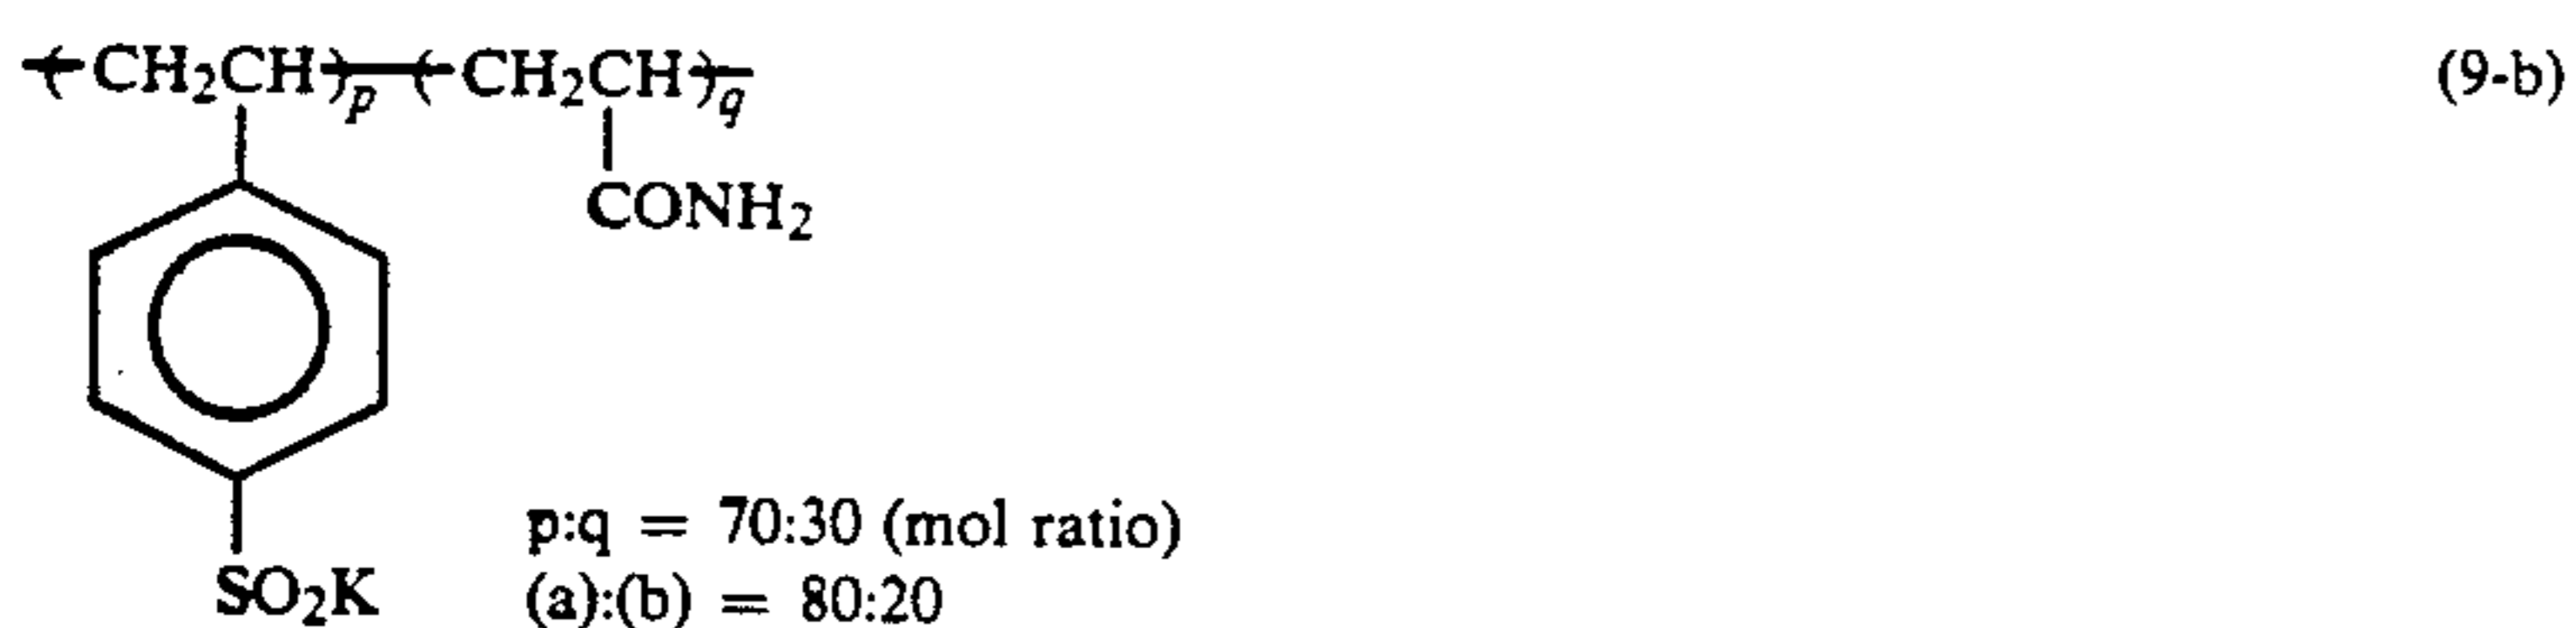 -(CH₂CH)ₚ-(CH₂CH)q- (9-b)
CONH₂
p:q = 70:30 (mol ratio)
SO₂K (a):(b) = 80:20